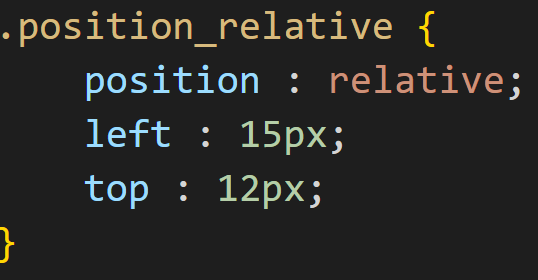 .position_relative {
position : relative;
left : 15px;
top : 12px;
}